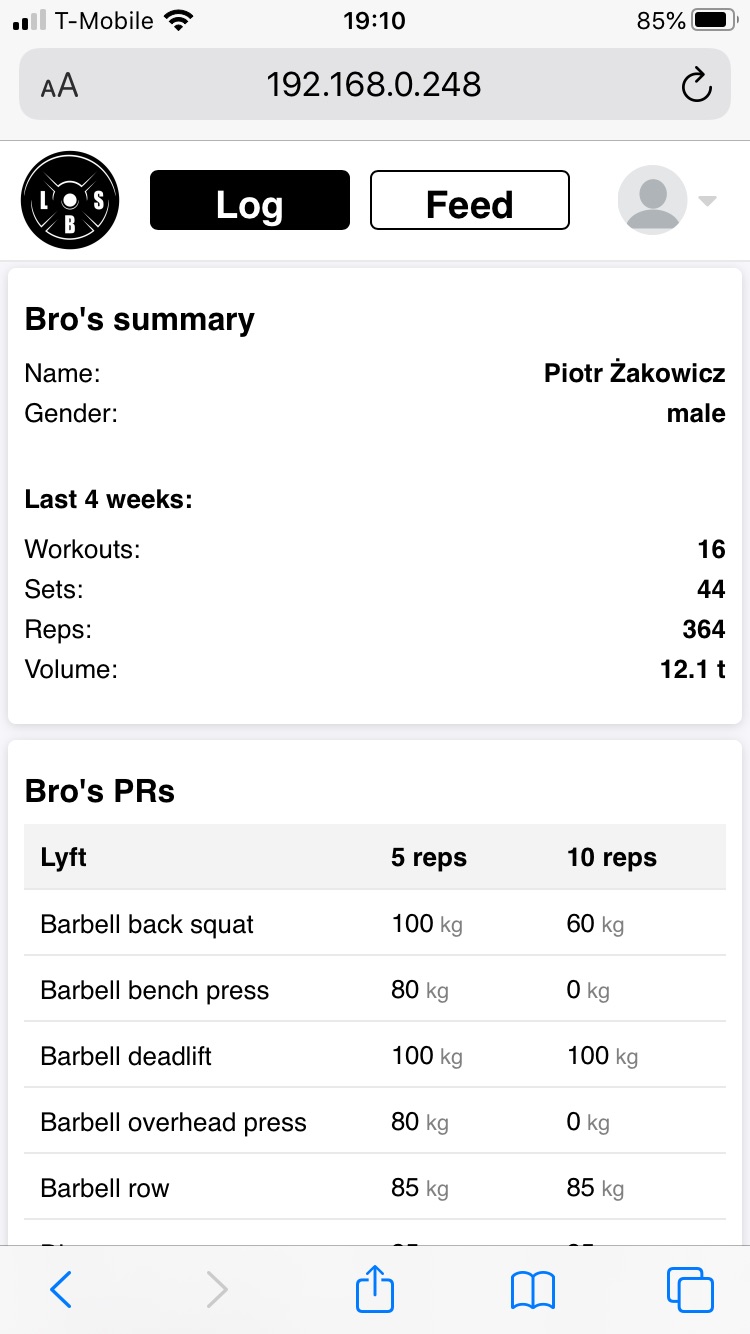 T-Mobile 19:10 85%
AA 192.168.0.248
L B S Log Feed
Bro's summary
Name: Piotr Żakowicz
Gender: male
Last 4 weeks:
Workouts: 16
Sets: 44
Reps: 364
Volume: 12.1 t
Bro's PRs
Lyft 5 reps 10 reps
Barbell back squat 100 kg 60 kg
Barbell bench press 80 kg 0 kg
Barbell deadlift 100 kg 100 kg
Barbell overhead press 80 kg 0 kg
Barbell row 85 kg 85 kg